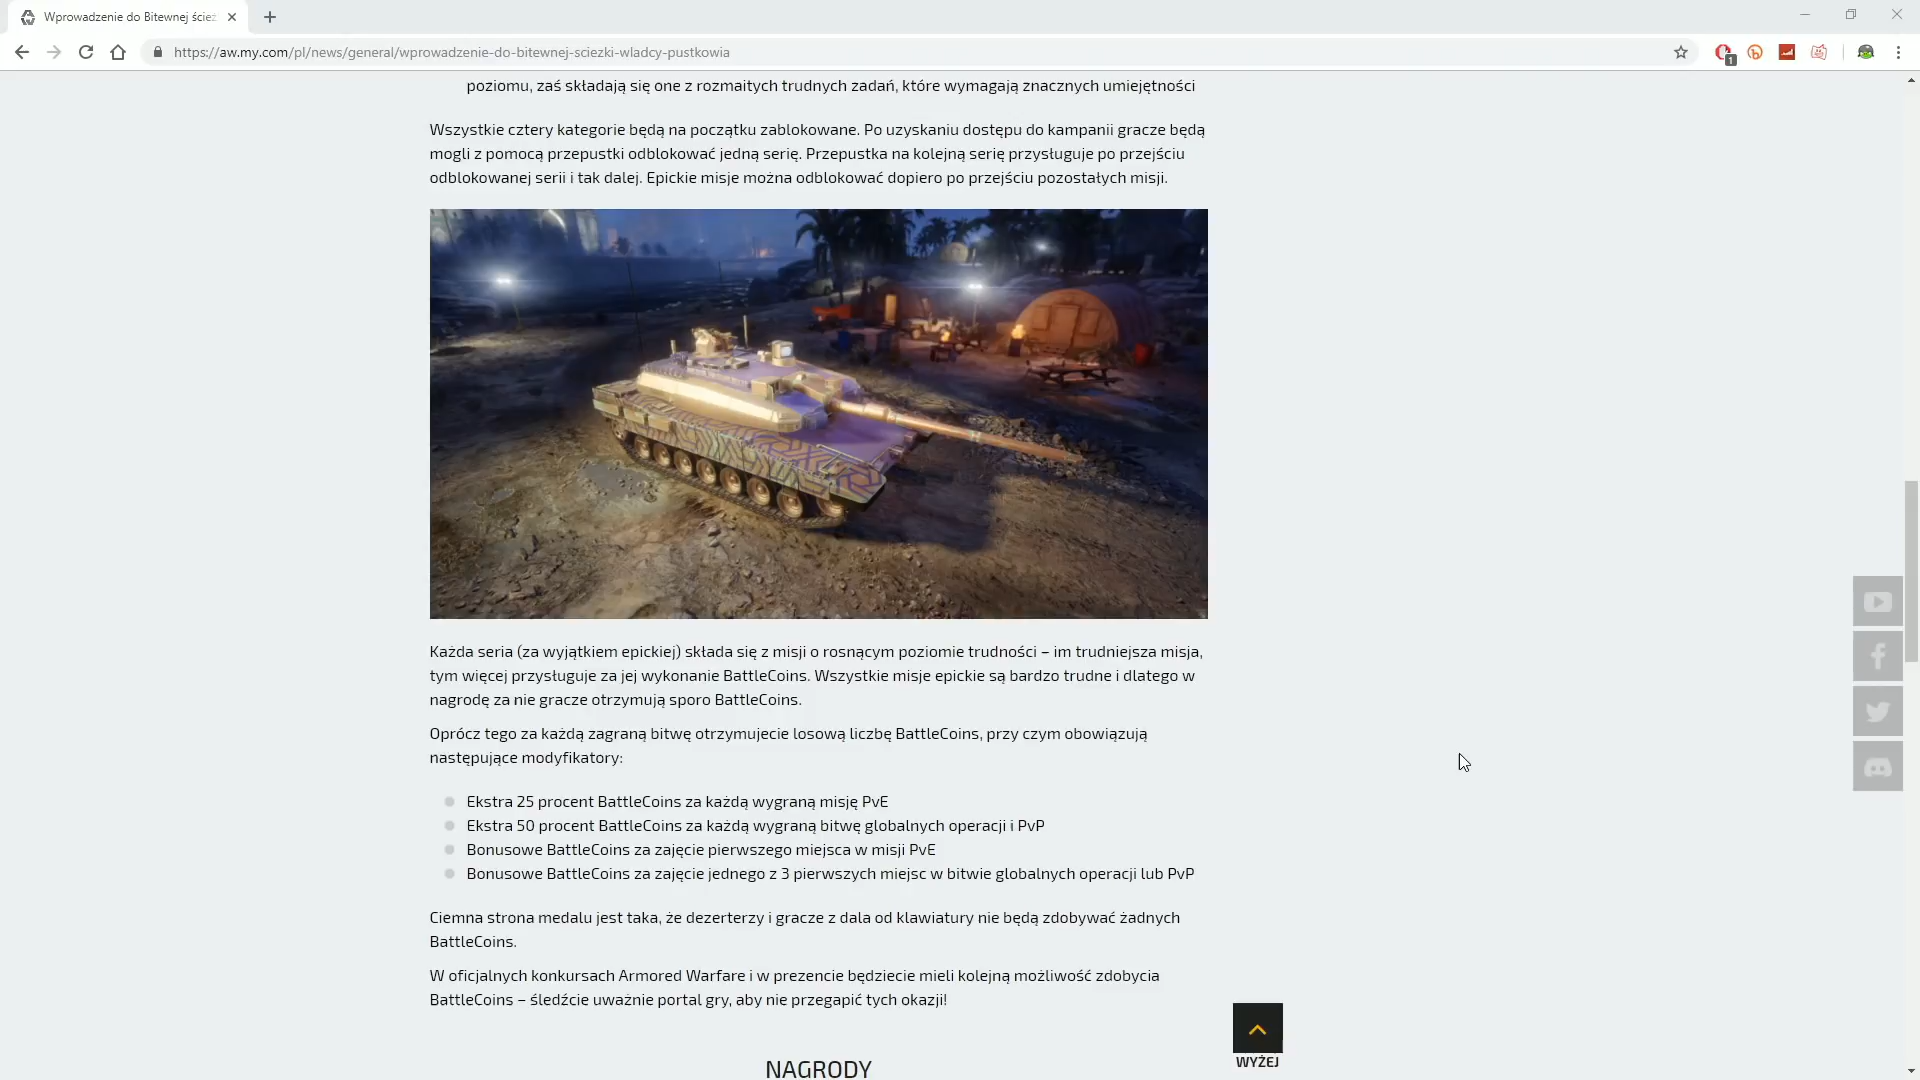 Wprowadzenie do Bitewnej ścież
https://aw.my.com/pl/news/general/wprowadzenie-do-bitewnej-sciezki-wladcy-pustkowia
1
poziomu, zaś składają się one z rozmaitych trudnych zadań, które wymagają znacznych umiejętności
Wszystkie cztery kategorie będą na początku zablokowane. Po uzyskaniu dostępu do kampanii gracze będą
mogli z pomocą przepustki odblokować jedną serię. Przepustka na kolejną serię przysługuje po przejściu
odblokowanej serii i tak dalej. Epickie misje można odblokować dopiero po przejściu pozostałych misji.
Każda seria (za wyjątkiem epickiej) składa się z misji o rosnącym poziomie trudności – im trudniejsza misja,
tym więcej przysługuje za jej wykonanie BattleCoins. Wszystkie misje epickie są bardzo trudne i dlatego w
nagrodę za nie gracze otrzymują sporo BattleCoins.
Oprócz tego za każdą zagraną bitwę otrzymujecie losową liczbę BattleCoins, przy czym obowiązują
następujące modyfikatory:
Ekstra 25 procent BattleCoins za każdą wygraną misję PvE
Ekstra 50 procent BattleCoins za każdą wygraną bitwę globalnych operacji i PvP
Bonusowe BattleCoins za zajęcie pierwszego miejsca w misji PvE
Bonusowe BattleCoins za zajęcie jednego z 3 pierwszych miejsc w bitwie globalnych operacji lub PvP
Ciemna strona medalu jest taka, że dezerterzy i gracze z dala od klawiatury nie będą zdobywać żadnych
BattleCoins.
W oficjalnych konkursach Armored Warfare i w prezencie będziecie mieli kolejną możliwość zdobycia
BattleCoins – śledźcie uważnie portal gry, aby nie przegapić tych okazji!
WYŻEJ
NAGRODY